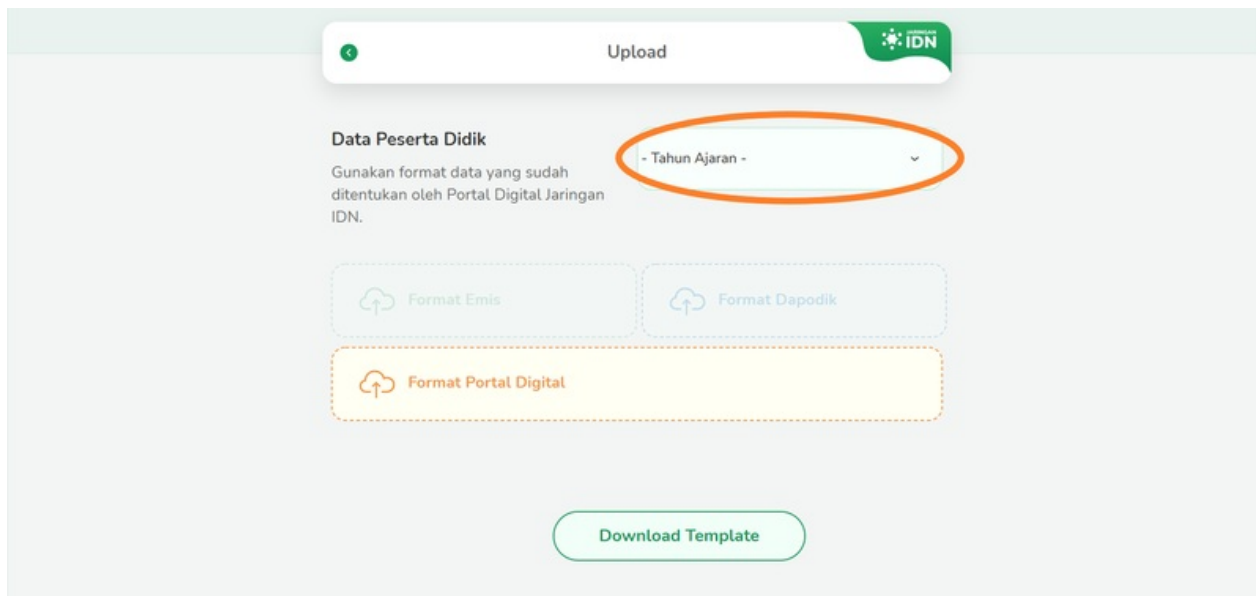 Upload
IDN
Data Peserta Didik
- Tahun Ajaran -
Gunakan format data yang sudah
ditentukan oleh Portal Digital Jaringan
IDN.
Format Emis
Format Dapodik
Format Portal Digital
Download Template